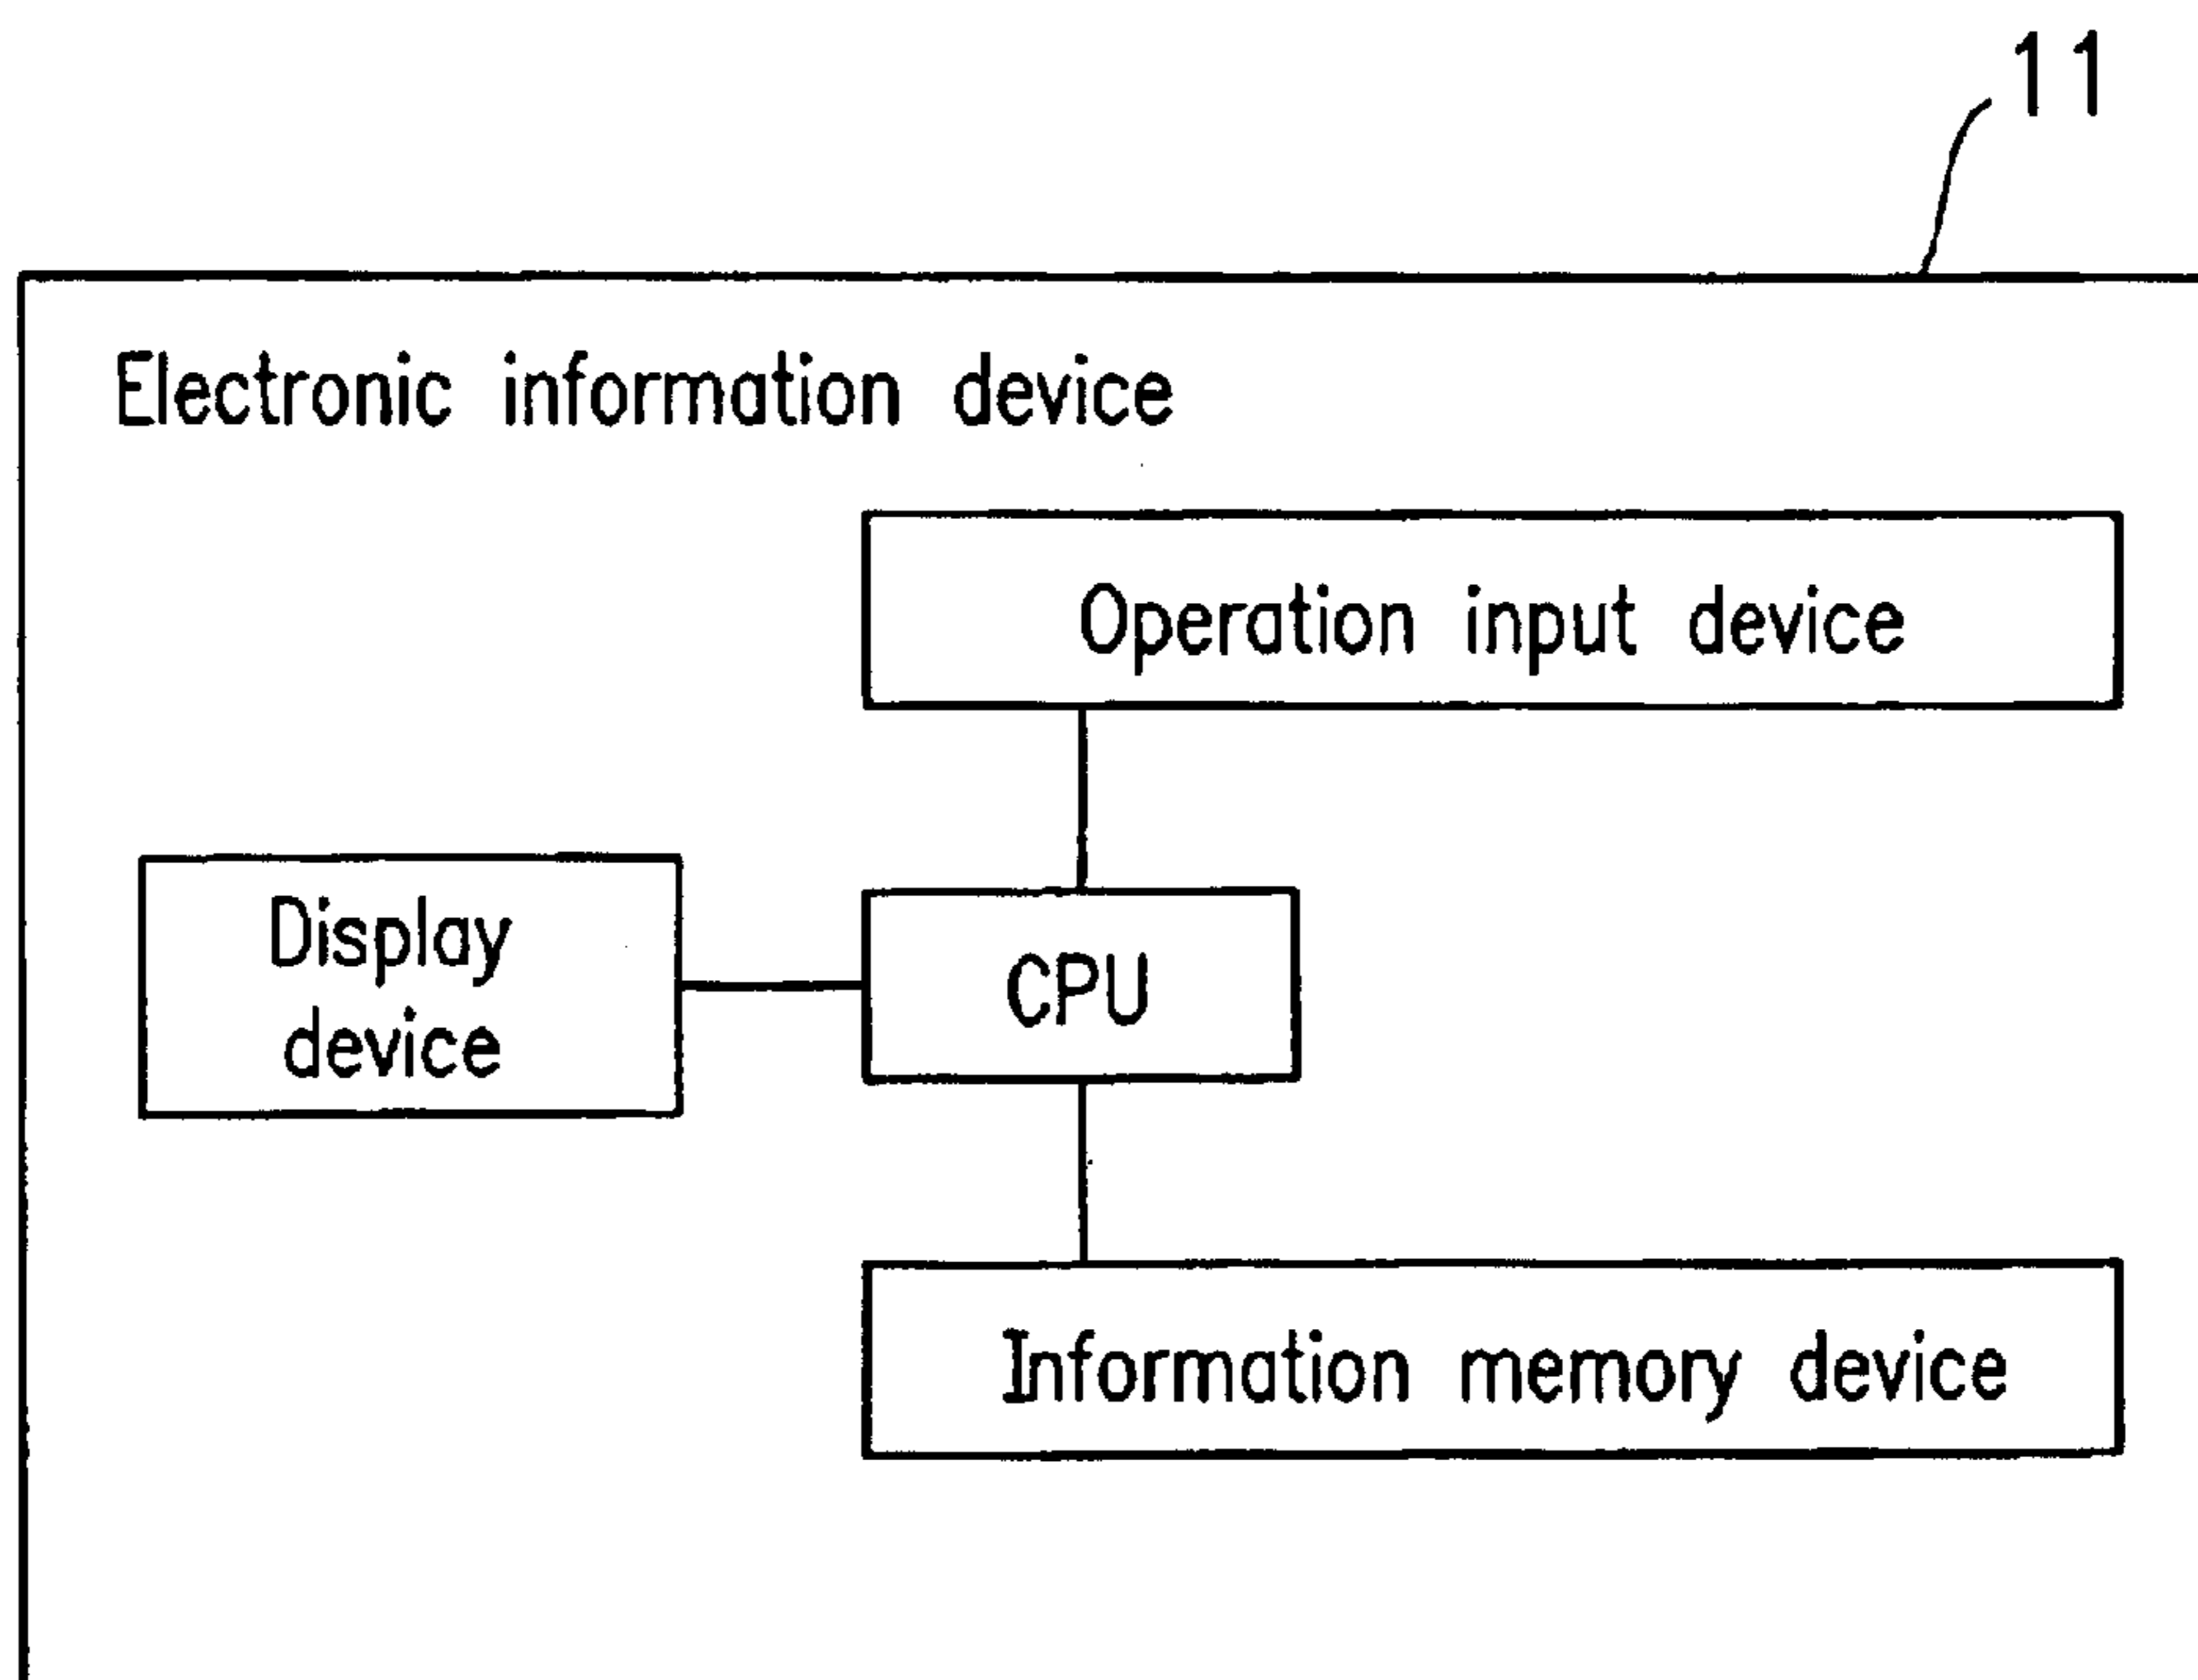 11
Electronic information device
Operation input device
Display
device
CPU
Information memory device